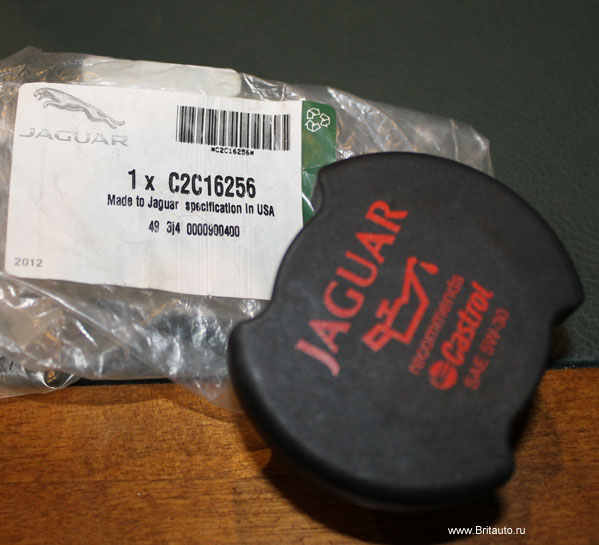 JAGUAR
*C2C16256*
1 x C2C16256
Made to Jaguar specification in USA
49 3j4 0000900400
2012
JAGUAR
recommends
Castrol
SAE 5W-30
www.Britauto.ru